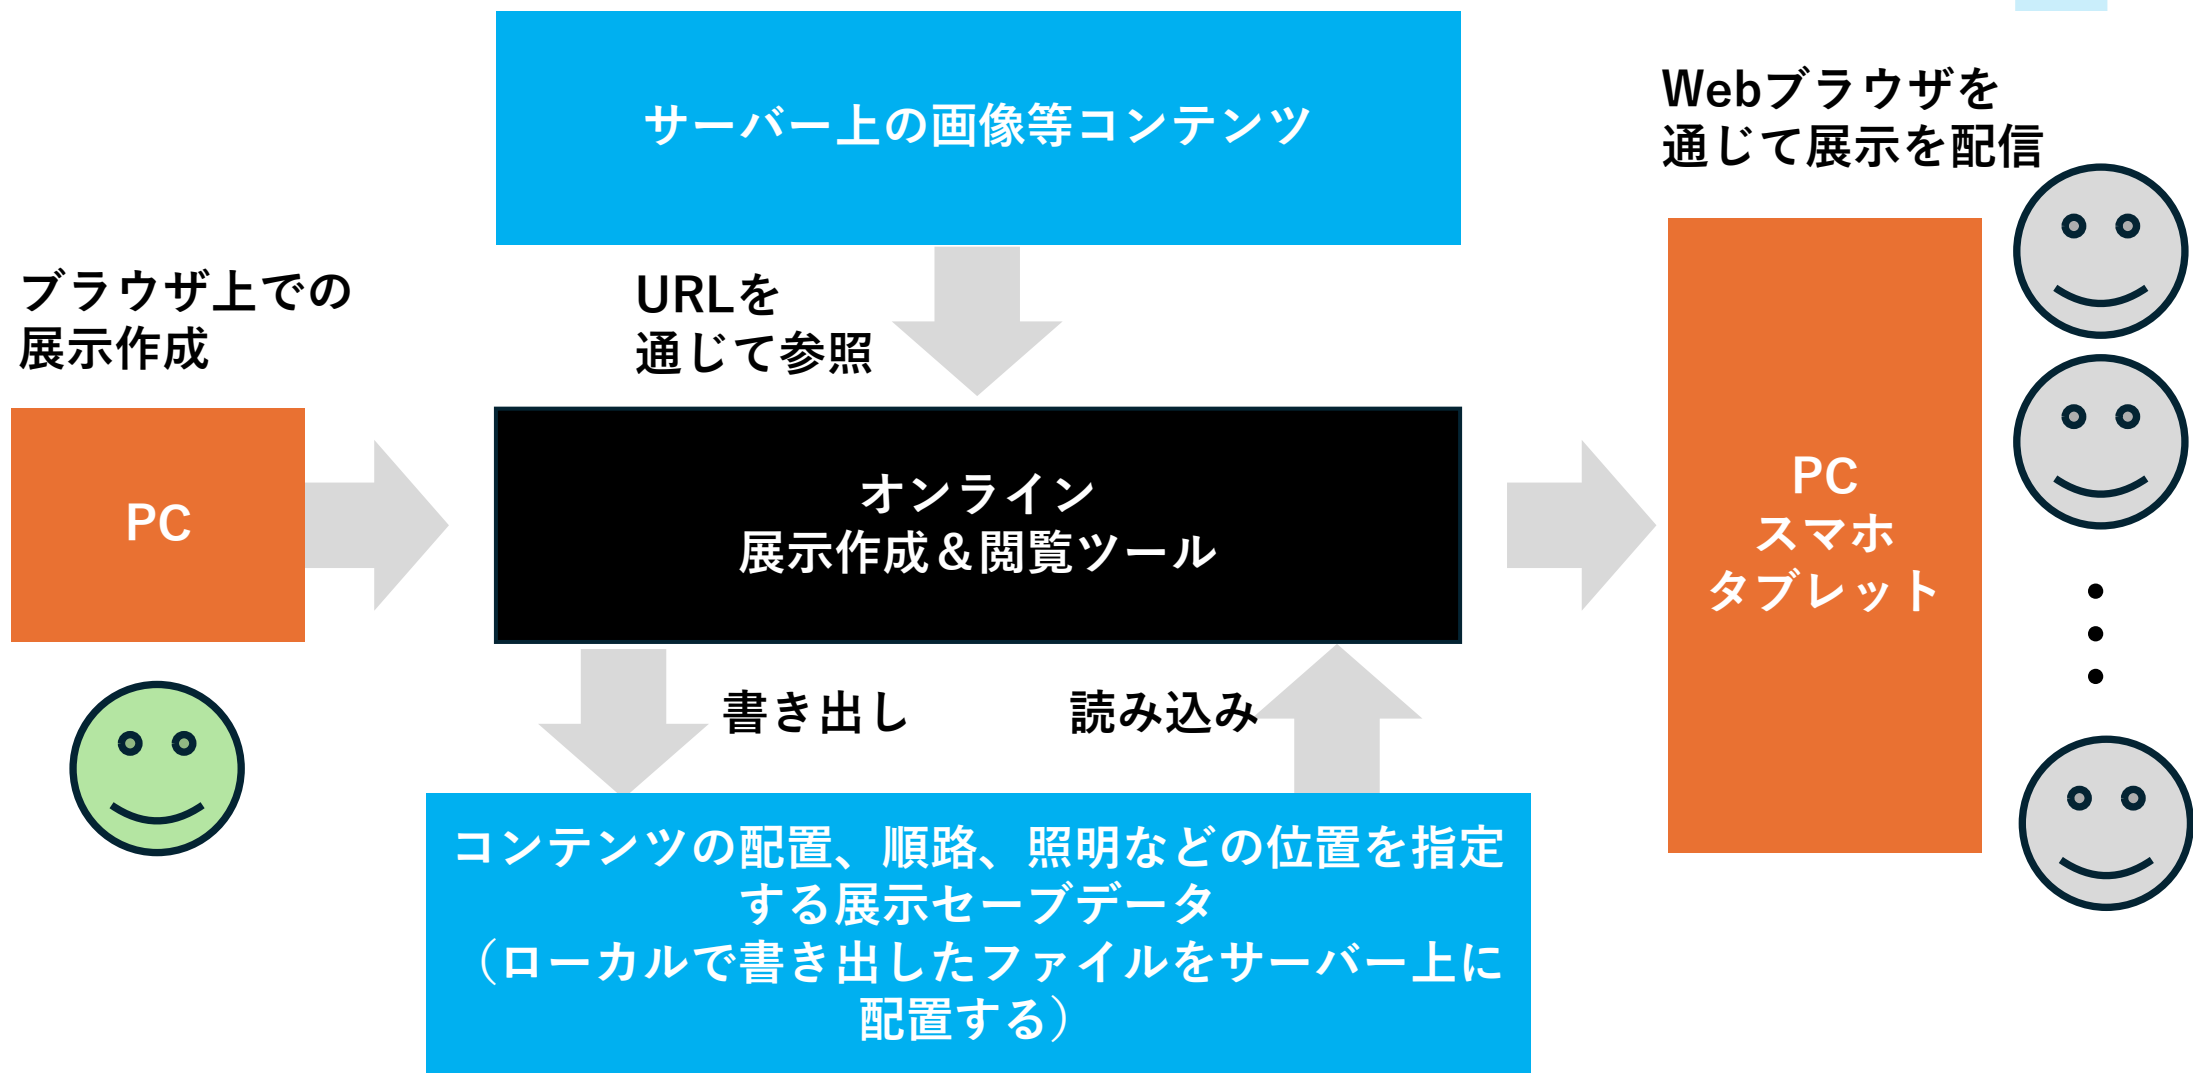 サーバー上の画像等コンテンツ
Webブラウザを
通じて展示を配信
ブラウザ上での
展示作成
URLを
通じて参照
PC
オンライン
展示作成＆閲覧ツール
PC
スマホ
タブレット
書き出し
読み込み
コンテンツの配置、順路、照明などの位置を指定
する展示セーブデータ
（ローカルで書き出したファイルをサーバー上に
配置する）